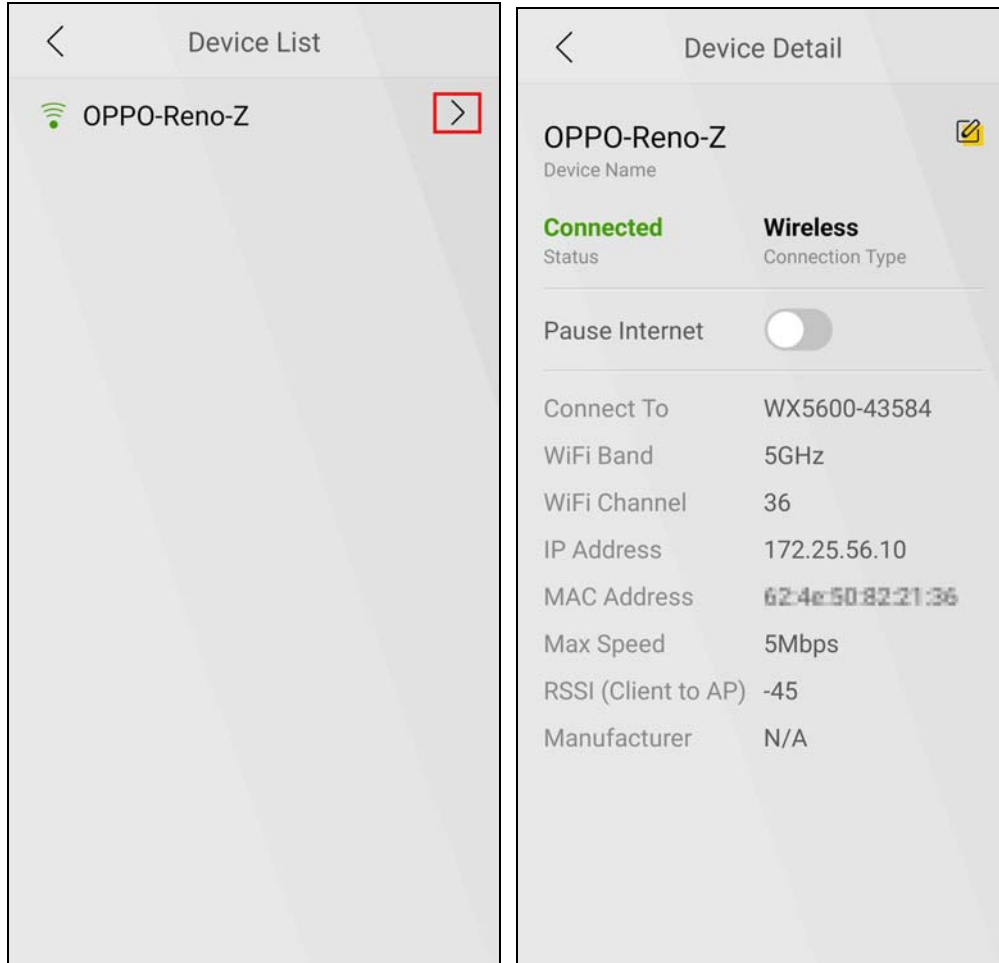 Device List
OPPO-Reno-Z
Device Detail
OPPO-Reno-Z
Device Name
Connected Wireless
Status Connection Type
Pause Internet
Connect To WX5600-43584
WiFi Band 5GHz
WiFi Channel 36
IP Address 172.25.56.10
MAC Address
Max Speed 5Mbps
RSSI (Client to AP) -45
Manufacturer N/A